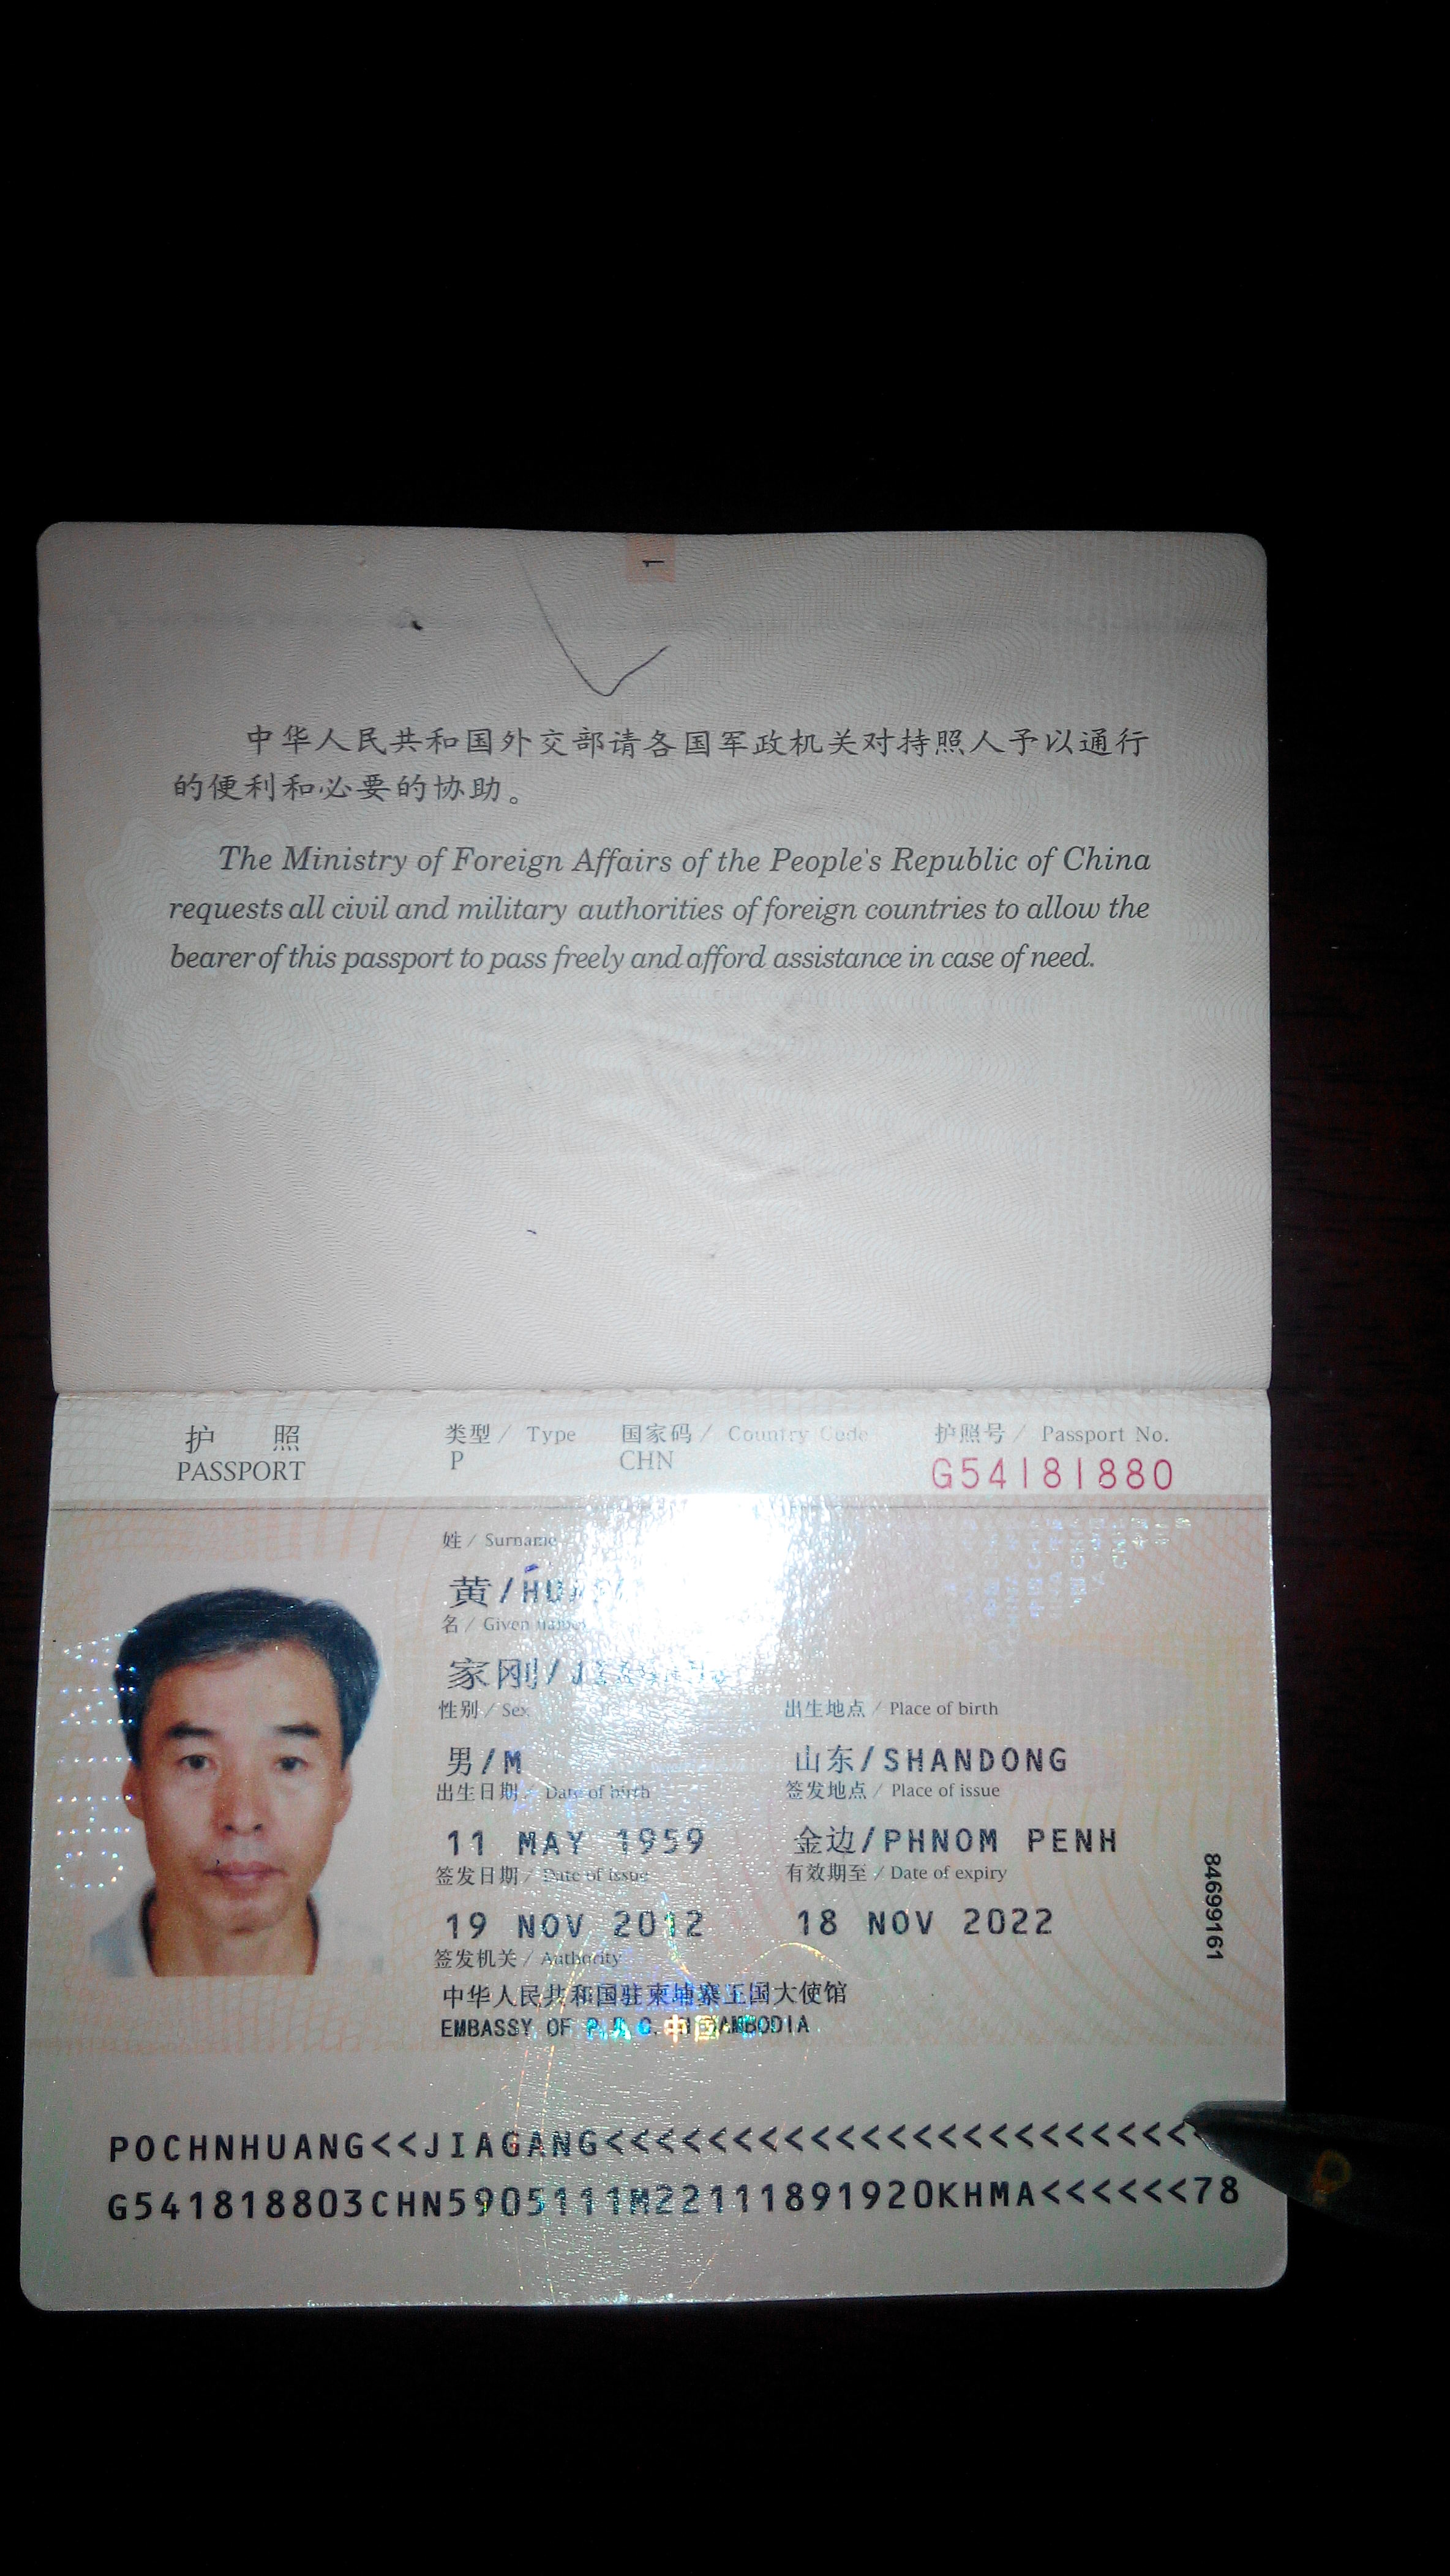 1
中华人民共和国外交部请各国军政机关对持照人予以通行
的便利和必要的协助。
The Ministry of Foreign Affairs of the People's Republic of China
requests all civil and military authorities of foreign countries to allow the
bearer of this passport to pass freely and afford assistance in case of need.
护 照 类型 / Type 国家码 / Country Code 护照号 / Passport No.
PASSPORT P CHN G54181880
姓 / Surname
黄/
名 / Given names
家刚/
性别 / Sex 出生地点 / Place of birth
男/M 山东/SHANDONG
出生日期 / Date of birth 签发地点 / Place of issue
11 MAY 1959 金边/PHNOM PENH
签发日期 / Date of issue 有效期至 / Date of expiry
19 NOV 2012 18 NOV 2022
84699161
签发机关 / Authority
中华人民共和国驻柬埔寨王国大使馆
EMBASSY OF P.R.C. CAMBODIA
POCHNHUANG<<JIAGANG<<<<<<<<<<<<<<<<<<<<<<<
G541818803CHN5905111M22111891920KHMA<<<<<<78